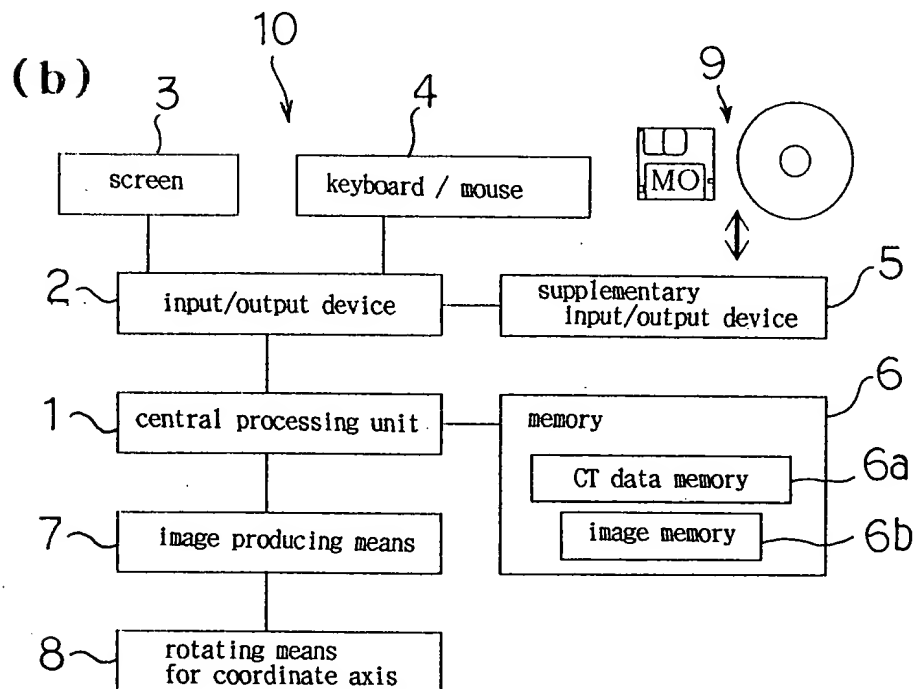 10
(b)
3
4
9
screen
keyboard / mouse
MO
2
input/output device
supplementary
input/output device
5
1
central processing unit
memory
6
CT data memory
6a
image memory
6b
7
image producing means
8
rotating means
for coordinate axis